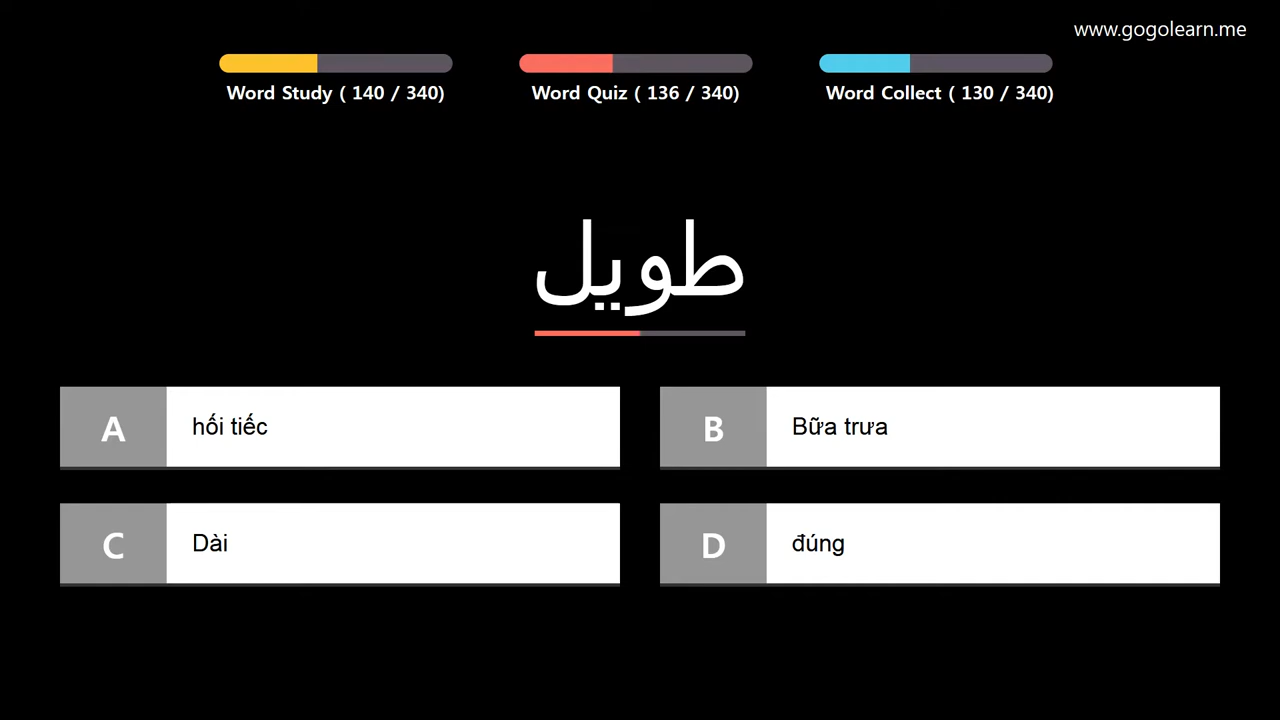 www.gogolearn.me
Word Study ( 140 / 340)
Word Quiz ( 136 / 340)
Word Collect ( 130 / 340)
طويل
A
hối tiếc
B
Bữa trưa
C
Dài
D
đúng